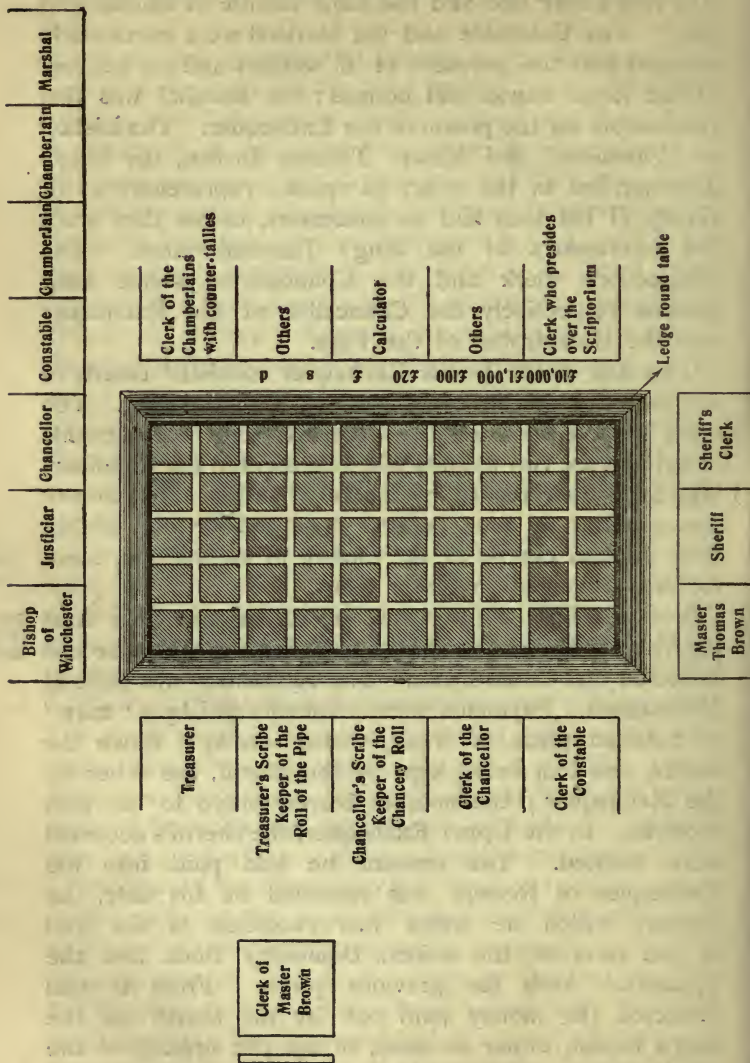 Bishop
of
Winchester
Justiciar
Chancellor
Constable
Chamberlain
Chamberlain
Marshal
Clerk of the
Chamberlains
with counter-tallies
Others
Calculator
Others
Clerk who presides
over the
Scriptorium
d
s
£
£20
£100
£1,000
£10,000
Ledge round table
Treasurer
Treasurer's Scribe
Keeper of the
Roll of the Pipe
Chancellor's Scribe
Keeper of the
Chancery Roll
Clerk of the
Chancellor
Clerk of the
Constable
Master
Thomas
Brown
Sheriff
Sheriff's
Clerk
Clerk of
Master
Brown